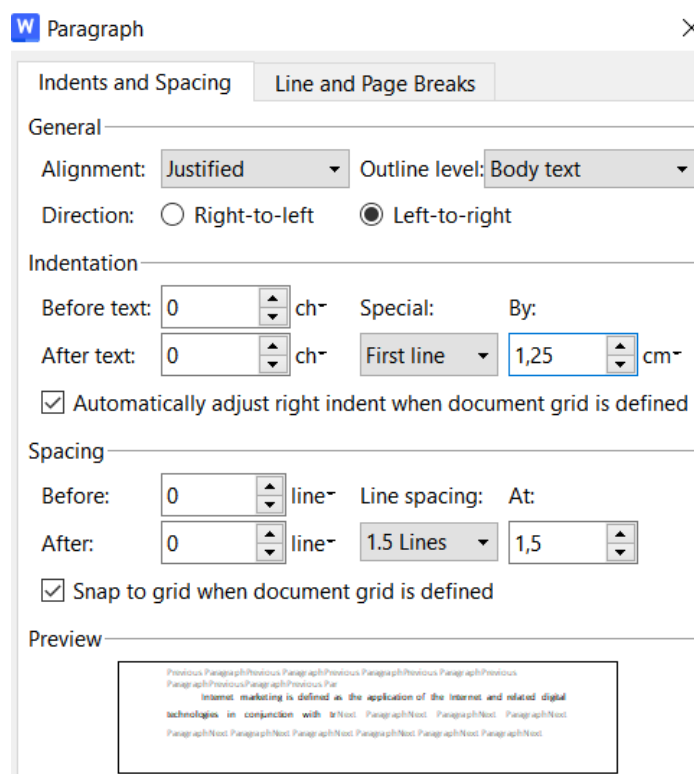 W Paragraph
Indents and Spacing Line and Page Breaks
General
Alignment: Justified Outline level: Body text
Direction: Right-to-left Left-to-right
Indentation
Before text: 0 ch Special: By:
After text: 0 ch First line 1,25 cm
Automatically adjust right indent when document grid is defined
Spacing
Before: 0 line Line spacing: At:
After: 0 line 1.5 Lines 1,5
Snap to grid when document grid is defined
Preview
Previous ParagraphPrevious ParagraphPrevious ParagraphPrevious ParagraphPrevious
ParagraphPreviousParagraphPrevious Par
Internet marketing is defined as the application of the Internet and related digital
technologies in conjunction with trNext ParagraphNext ParagraphNext ParagraphNext
ParagraphNext ParagraphNext ParagraphNext ParagraphNext ParagraphNext